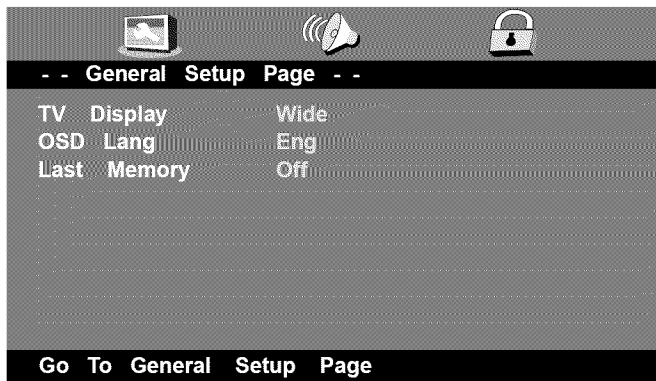 - - General Setup Page - -
TV Display Wide
OSD Lang Eng
Last Memory Off
Go To General Setup Page